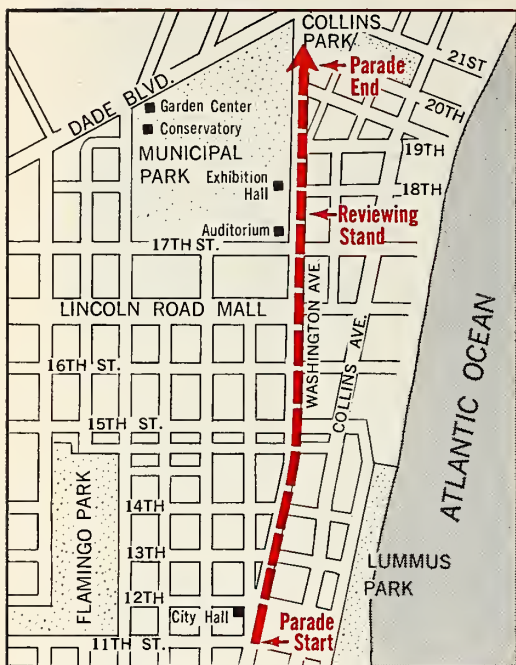 COLLINS
PARK
21ST
Parade
End
DADE BLVD.
Garden Center
20TH
Conservatory
MUNICIPAL
PARK
19TH
Exhibition
Hall
18TH
Reviewing
Stand
Auditorium
17TH ST.
WASHINGTON AVE.
LINCOLN ROAD MALL
COLLINS AVE.
ATLANTIC OCEAN
16TH ST.
15TH ST.
FLAMINGO PARK
14TH
13TH
LUMMUS
PARK
12TH
City Hall
Parade
Start
11TH ST.